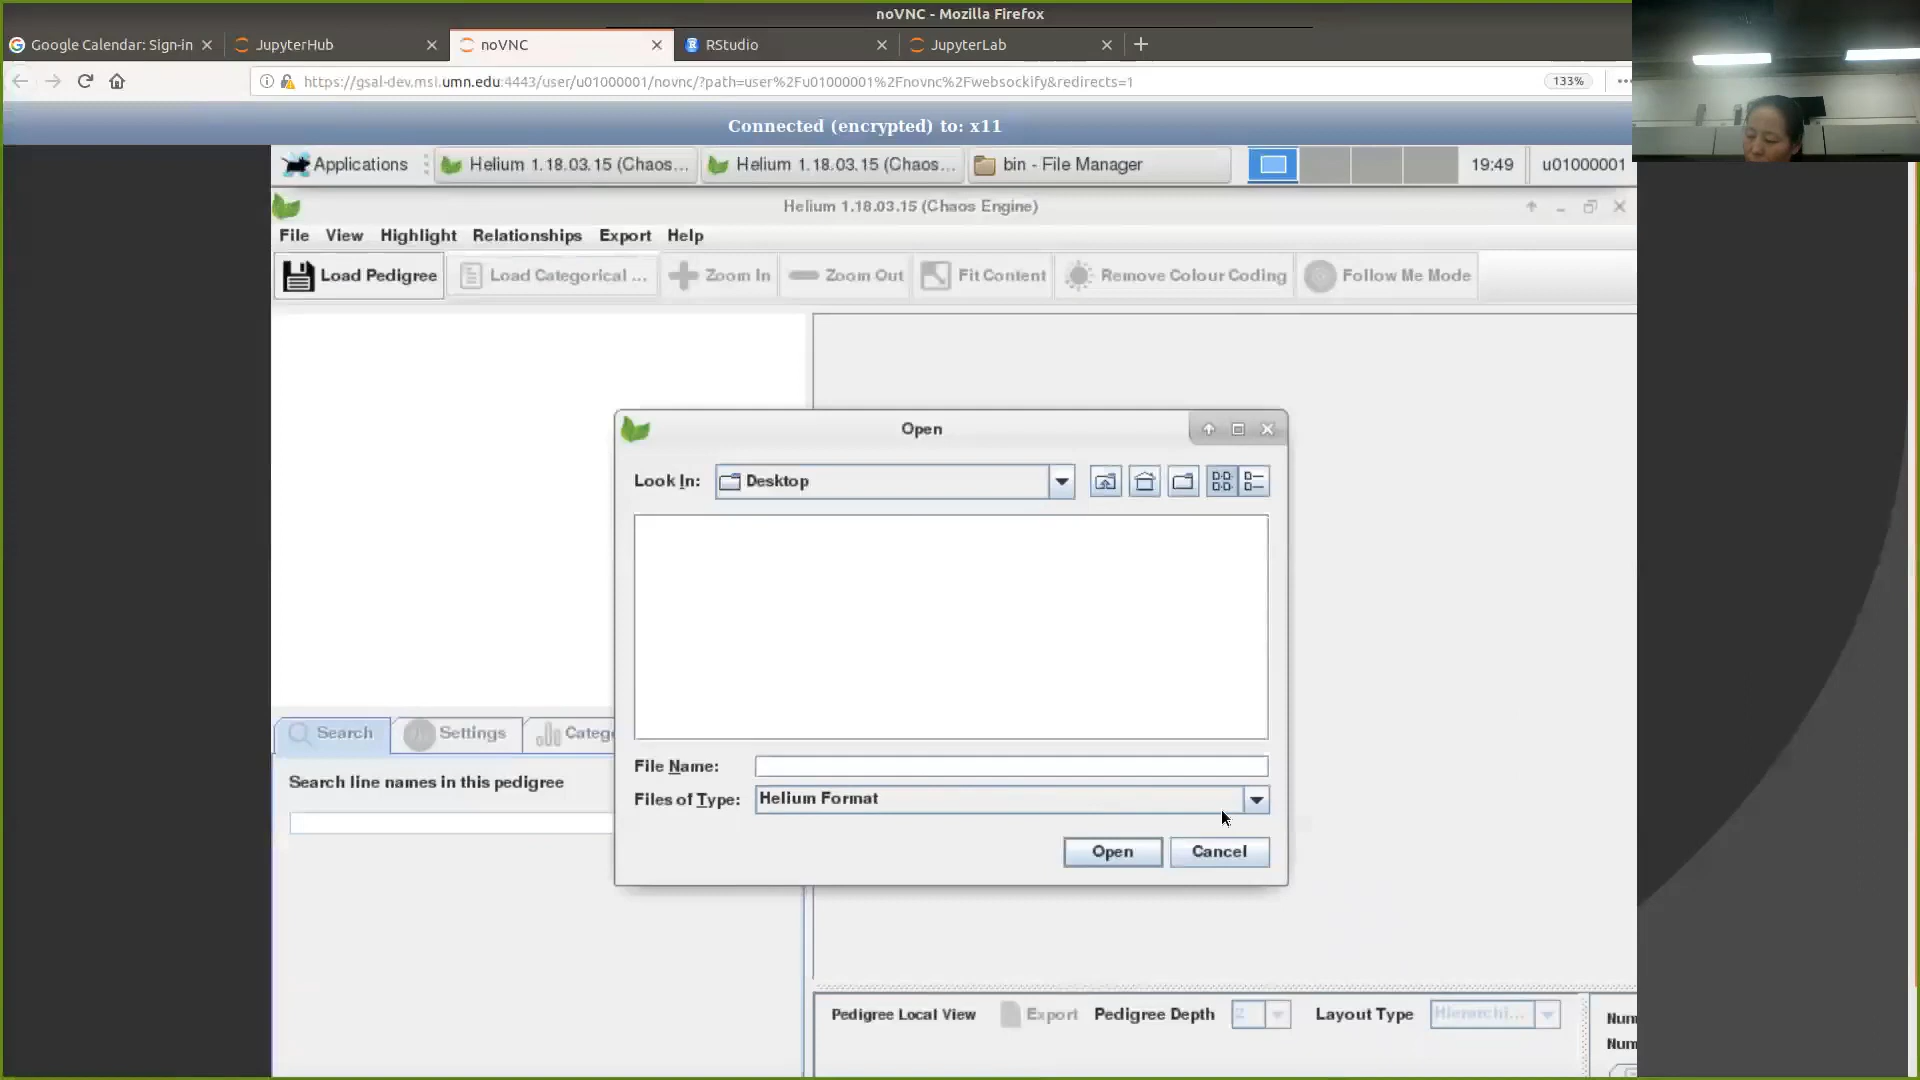 noVNC - Mozilla Firefox
Google Calendar: Sign-in
JupyterHub
noVNC
RStudio
JupyterLab
https://gsal-dev.msi.umn.edu:4443/user/u01000001/novnc/?path=user%2Fu01000001%2Fnovnc%2Fwebsockify&redirects=1
133%
Connected (encrypted) to: x11
Applications
Helium 1.18.03.15 (Chaos...
Helium 1.18.03.15 (Chaos...
bin - File Manager
19:49
u01000001
Helium 1.18.03.15 (Chaos Engine)
File View Highlight Relationships Export Help
Load Pedigree
Load Categorical ...
Zoom In
Zoom Out
Fit Content
Remove Colour Coding
Follow Me Mode
Open
Look In:
Desktop
File Name:
Files of Type:
Helium Format
Open
Cancel
Search
Settings
Catego
Search line names in this pedigree
Pedigree Local View
Export
Pedigree Depth
2
Layout Type
Hierarchi...
Num
Num